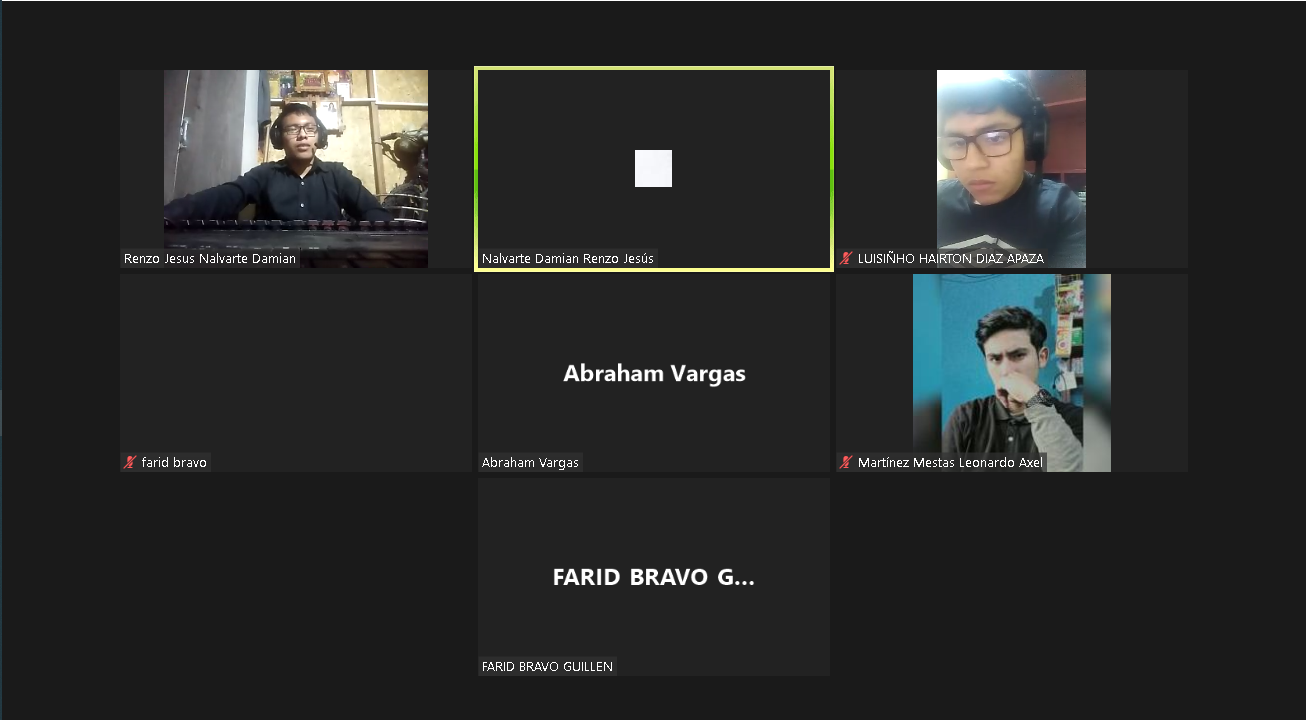 Renzo Jesus Nalvarte Damian
Nalvarte Damian Renzo Jesús
LUISIÑHO HAIRTON DIAZ APAZA
farid bravo
Abraham Vargas
Abraham Vargas
Martínez Mestas Leonardo Axel
FARID BRAVO G...
FARID BRAVO GUILLEN